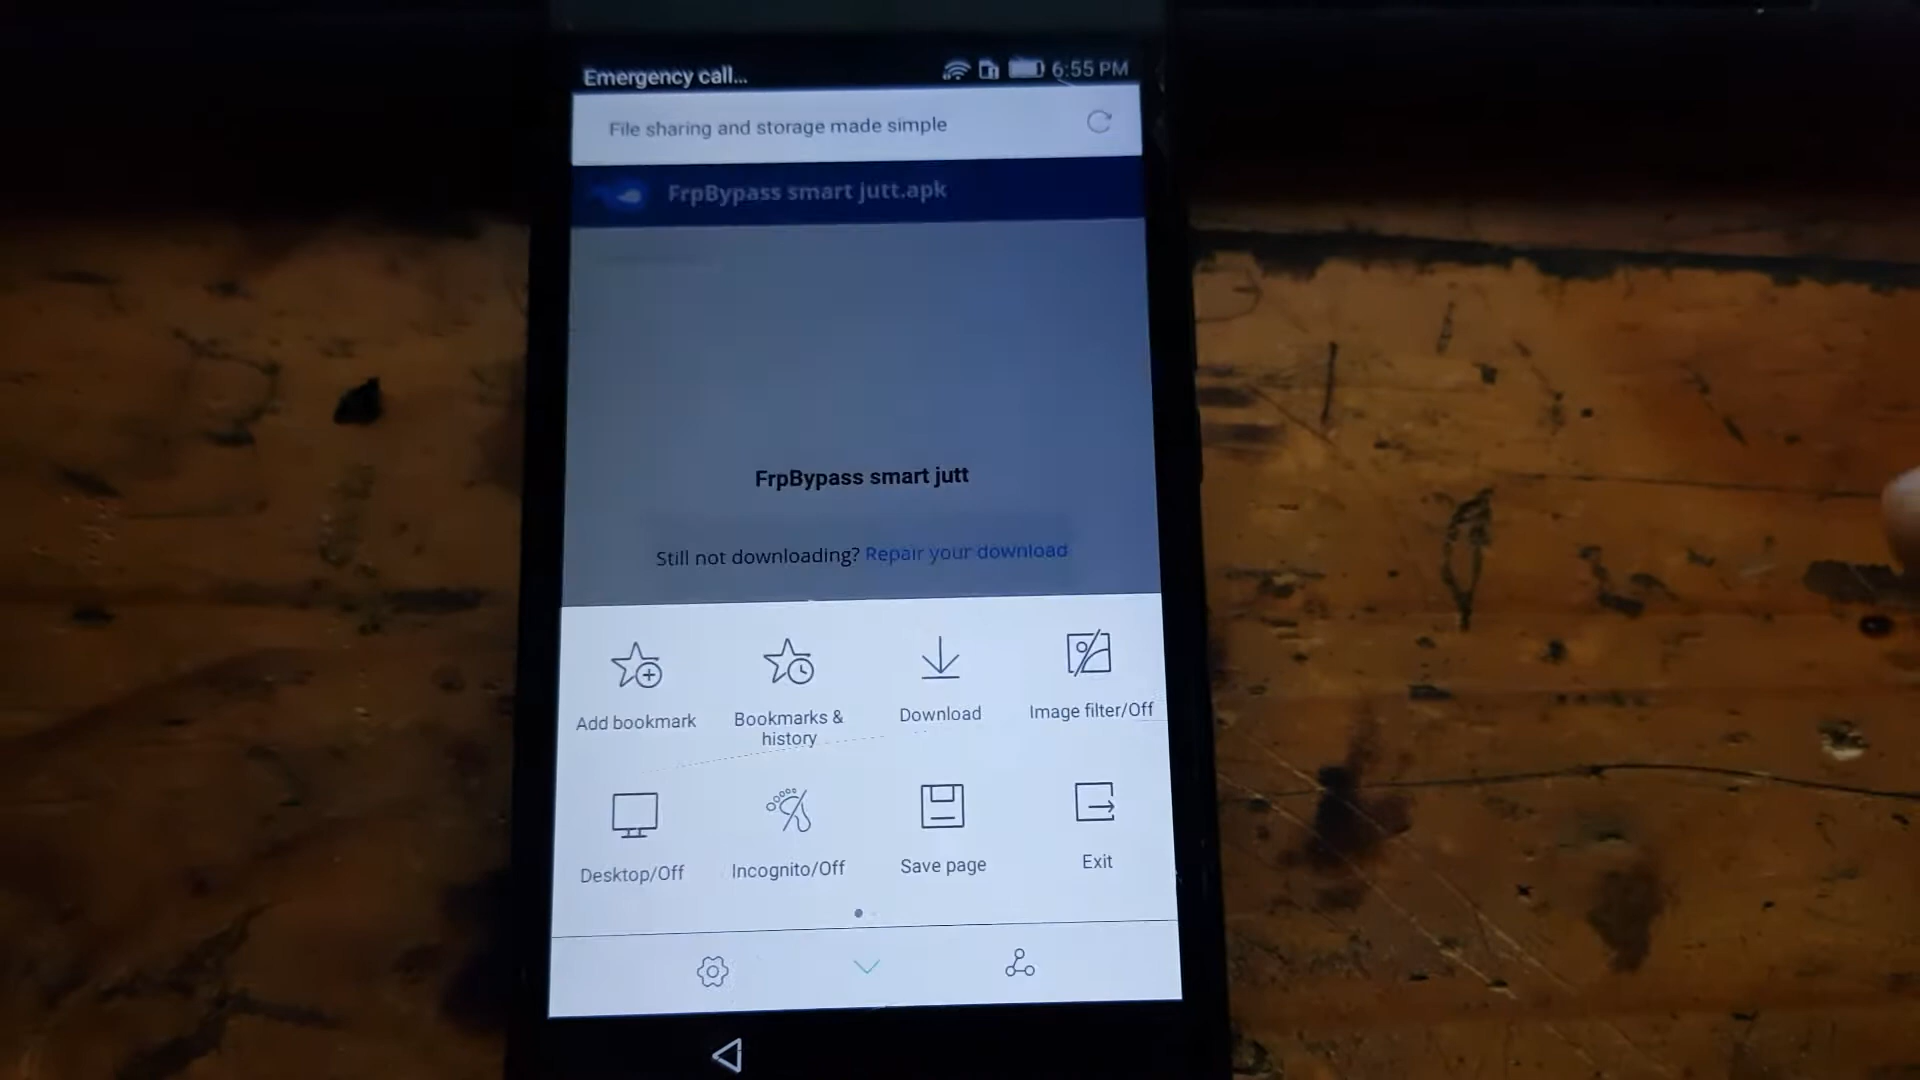 Emergency call... 6:55 PM
File sharing and storage made simple
FrpBypass smart jutt.apk
FrpBypass smart jutt
Still not downloading? Repair your download
Add bookmark
Bookmarks & history
Download
Image filter/Off
Desktop/Off
Incognito/Off
Save page
Exit